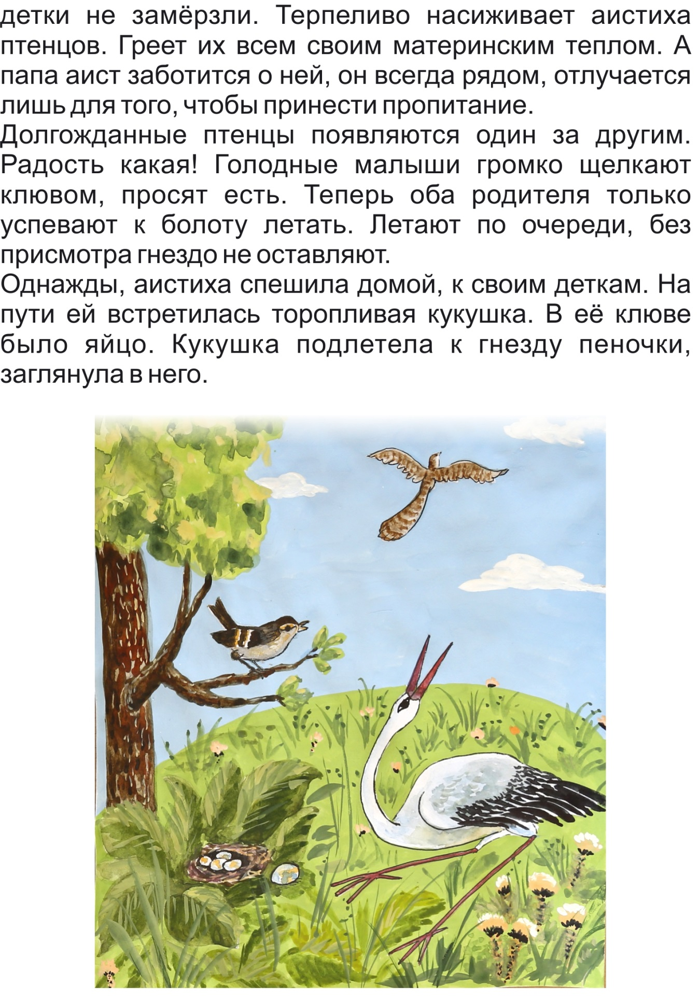 детки не замёрзли. Терпеливо насиживает аистиха
птенцов. Греет их всем своим материнским теплом. А
папа аист заботится о ней, он всегда рядом, отлучается
лишь для того, чтобы принести пропитание.
Долгожданные птенцы появляются один за другим.
Радость какая! Голодные малыши громко щелкают
клювом, просят есть. Теперь оба родителя только
успевают к болоту летать. Летают по очереди, без
присмотра гнездо не оставляют.
Однажды, аистиха спешила домой, к своим деткам. На
пути ей встретилась торопливая кукушка. В её клюве
было яйцо. Кукушка подлетела к гнезду пеночки,
заглянула в него.